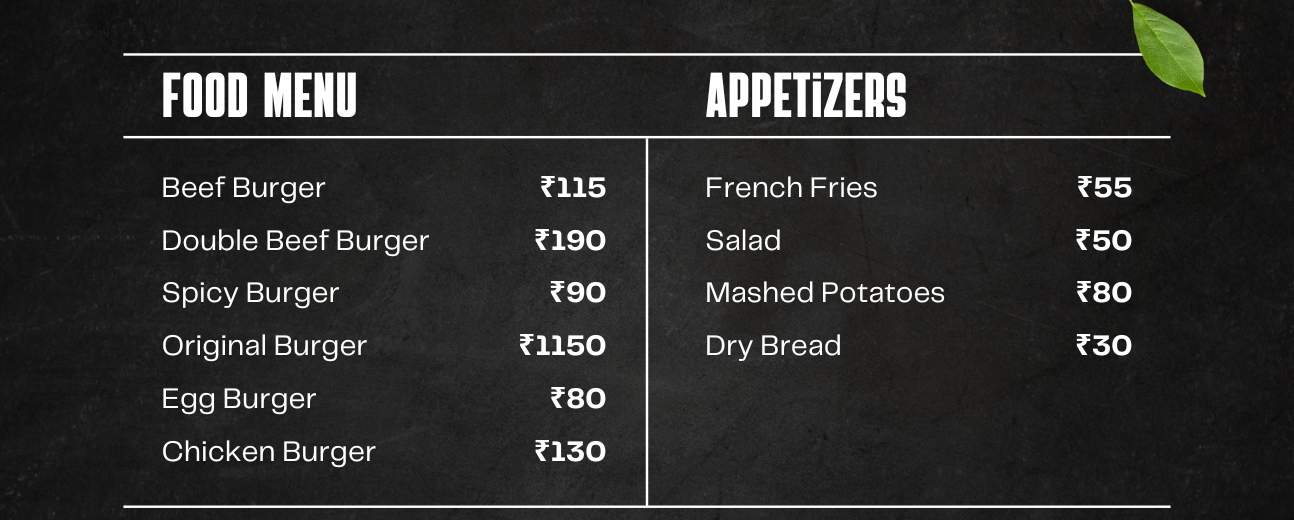 FOOD MENU
Beef Burger ₹115
Double Beef Burger ₹190
Spicy Burger ₹90
Original Burger ₹1150
Egg Burger ₹80
Chicken Burger ₹130
APPETiZERS
French Fries ₹55
Salad ₹50
Mashed Potatoes ₹80
Dry Bread ₹30